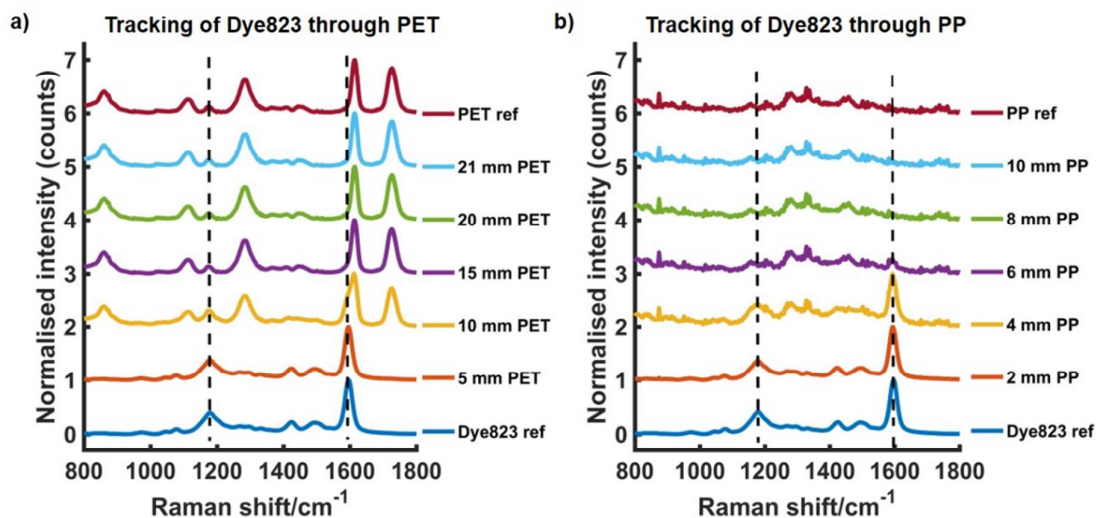 a) Tracking of Dye823 through PET
7
6
5
4
3
2
1
0
Normalised intensity (counts)
PET ref
21 mm PET
20 mm PET
15 mm PET
10 mm PET
5 mm PET
Dye823 ref
800 1000 1200 1400 1600 1800
Raman shift/cm⁻¹
b) Tracking of Dye823 through PP
7
6
5
4
3
2
1
0
Normalised intensity (counts)
PP ref
10 mm PP
8 mm PP
6 mm PP
4 mm PP
2 mm PP
Dye823 ref
800 1000 1200 1400 1600 1800
Raman shift/cm⁻¹